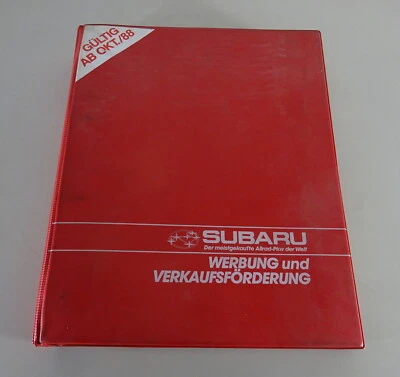 GÜLTIG
AB OKT./88
SUBARU
Der meistgekaufte Allrad-Pkw der Welt
WERBUNG und
VERKAUFSFÖRDERUNG